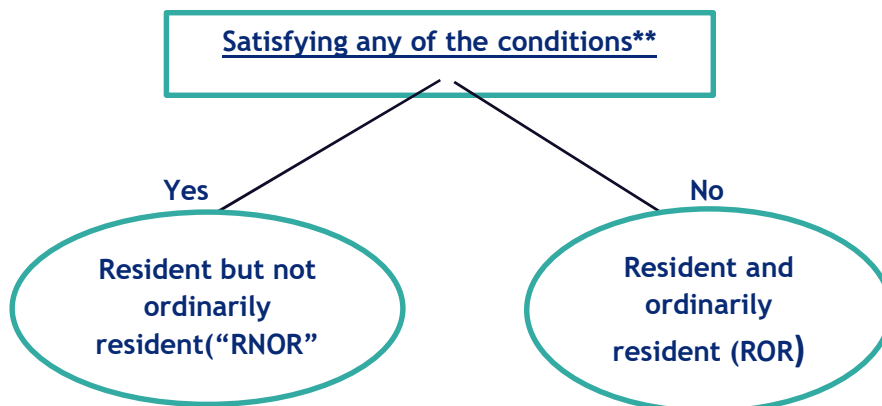 Satisfying any of the conditions**
Yes
No
Resident but not
ordinarily
resident(“RNOR”
Resident and
ordinarily
resident (ROR)